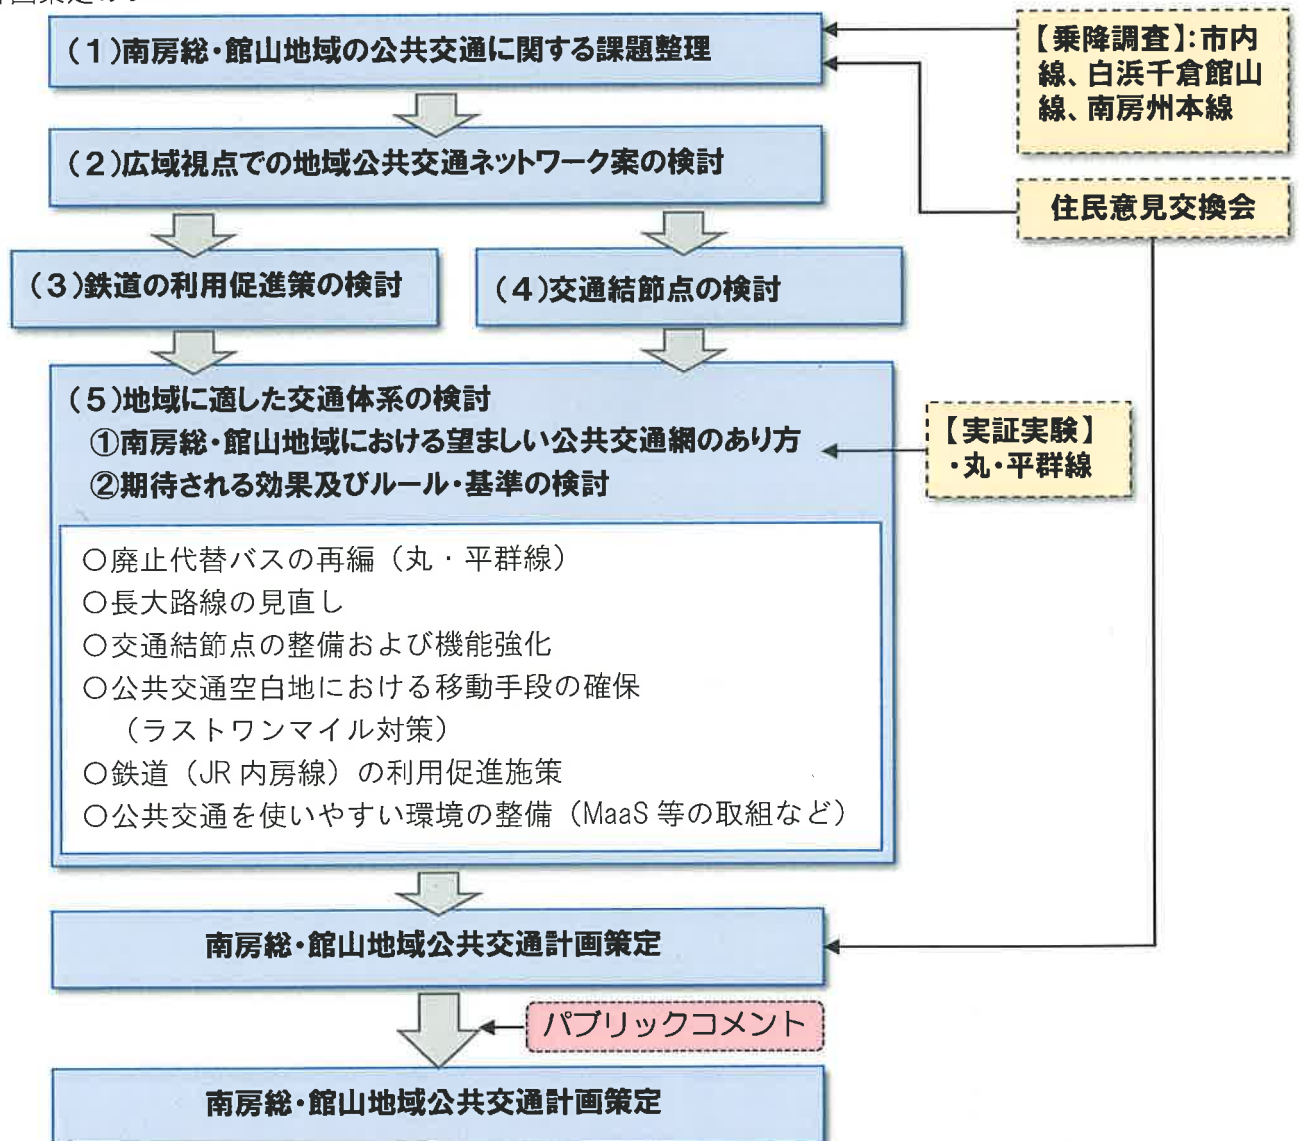 (1)南房総・館山地域の公共交通に関する課題整理
【乗降調査】:市内
線、白浜千倉館山
線、南房州本線
(2)広域視点での地域公共交通ネットワーク案の検討
住民意見交換会
(3)鉄道の利用促進策の検討
(4)交通結節点の検討
(5)地域に適した交通体系の検討
①南房総・館山地域における望ましい公共交通網のあり方
②期待される効果及びルール・基準の検討
【実証実験】
・丸・平群線
○廃止代替バスの再編（丸・平群線）
○長大路線の見直し
○交通結節点の整備および機能強化
○公共交通空白地における移動手段の確保
（ラストワンマイル対策）
○鉄道（JR 内房線）の利用促進施策
○公共交通を使いやすい環境の整備（MaaS 等の取組など）
南房総・館山地域公共交通計画策定
パブリックコメント
南房総・館山地域公共交通計画策定